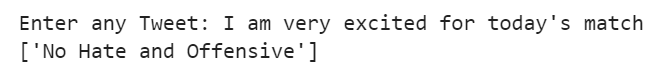 Enter any Tweet: I am very excited for today's match
['No Hate and Offensive']